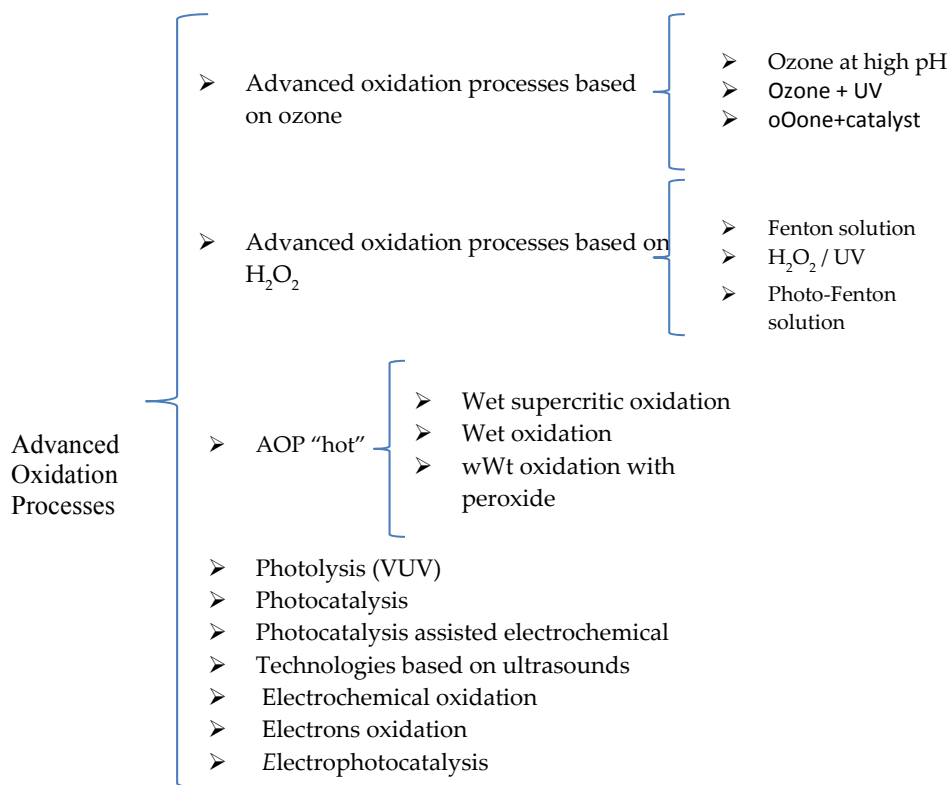 Advanced
Oxidation
Processes
➢ Advanced oxidation processes based
on ozone
➢ Ozone at high pH
➢ Ozone + UV
➢ oOone+catalyst
➢ Advanced oxidation processes based on
H₂O₂
➢ Fenton solution
➢ H₂O₂ / UV
➢ Photo-Fenton
solution
➢ AOP “hot”
➢ Wet supercritic oxidation
➢ Wet oxidation
➢ wWt oxidation with
peroxide
➢ Photolysis (VUV)
➢ Photocatalysis
➢ Photocatalysis assisted electrochemical
➢ Technologies based on ultrasounds
➢ Electrochemical oxidation
➢ Electrons oxidation
➢ Electrophotocatalysis